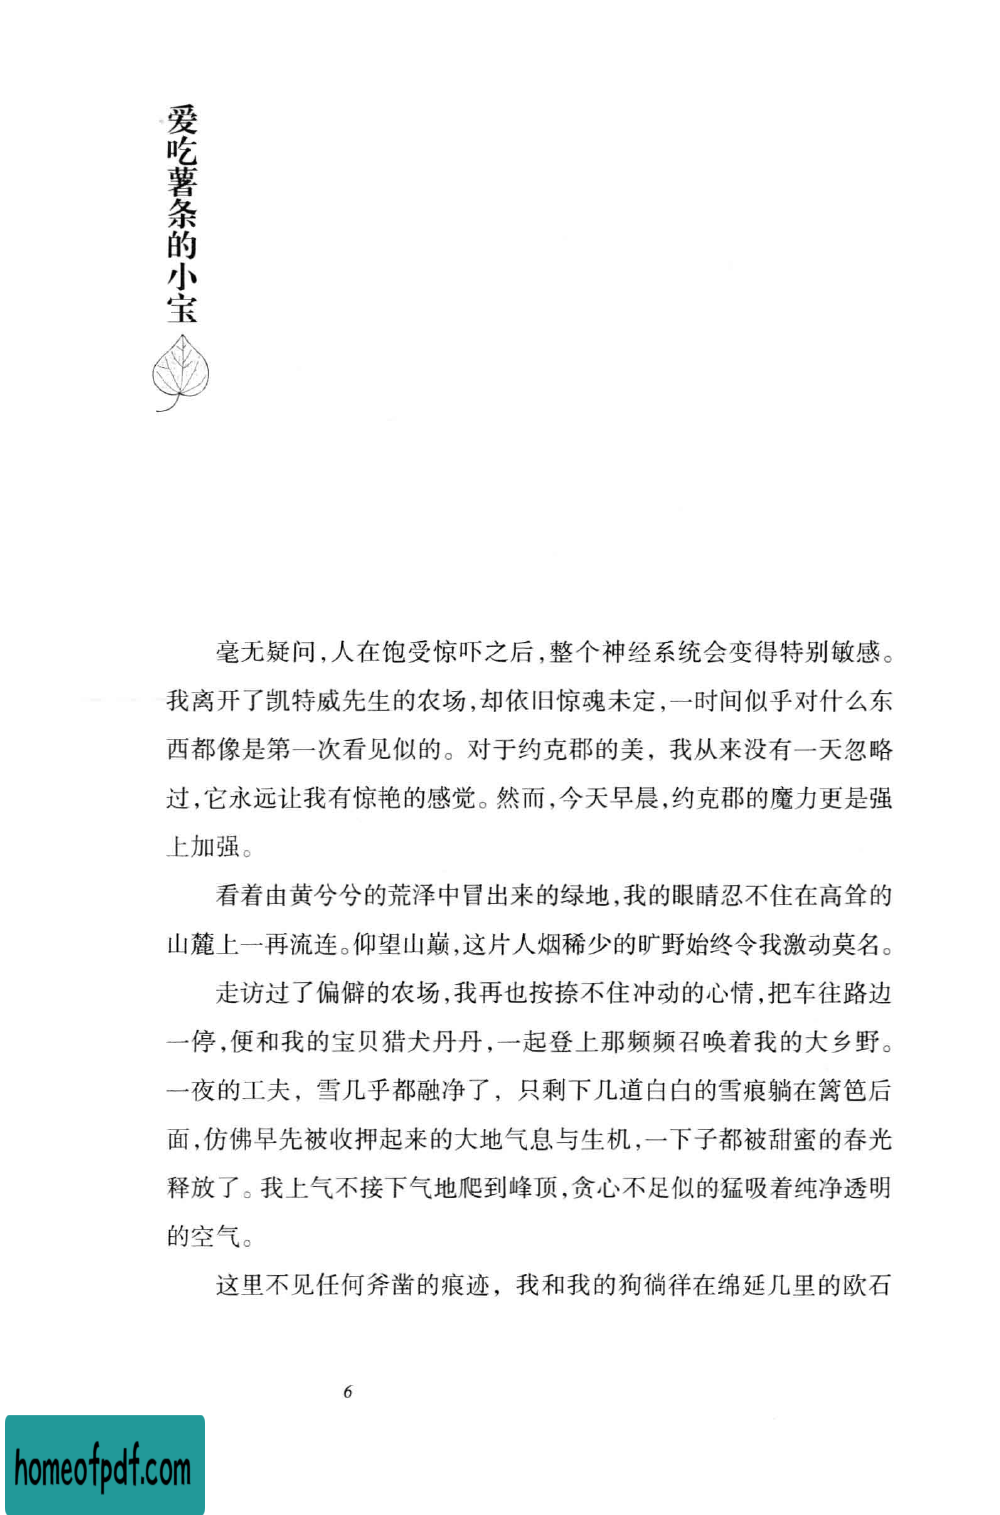 爱吃薯条的小宝
毫无疑问,人在饱受惊吓之后,整个神经系统会变得特别敏感。
我离开了凯特威先生的农场,却依旧惊魂未定,一时间似乎对什么东
西都像是第一次看见似的。对于约克郡的美,我从来没有一天忽略
过,它永远让我有惊艳的感觉。然而,今天早晨,约克郡的魔力更是强
上加强。
看着由黄兮兮的荒泽中冒出来的绿地,我的眼睛忍不住在高耸的
山麓上一再流连。仰望山巅,这片人烟稀少的旷野始终令我激动莫名。
走访过了偏僻的农场,我再也按捺不住冲动的心情,把车往路边
一停,便和我的宝贝猎犬丹丹,一起登上那频频召唤着我的大乡野。
一夜的工夫,雪几乎都融净了,只剩下几道白白的雪痕躺在篱笆后
面,仿佛早先被收押起来的大地气息与生机,一下子都被甜蜜的春光
释放了。我上气不接下气地爬到峰顶,贪心不足似的猛吸着纯净透明
的空气。
这里不见任何斧凿的痕迹,我和我的狗徜徉在绵延几里的欧石
6
homeofpdf.com